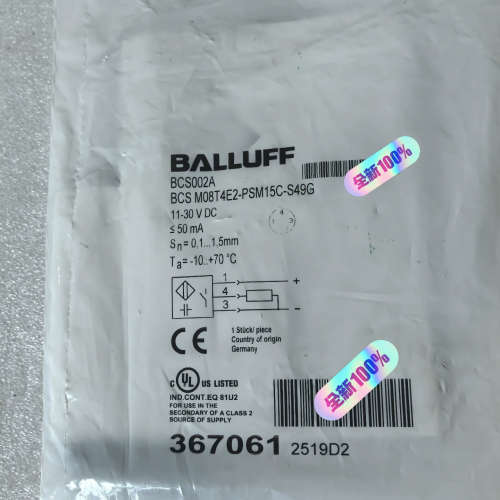 BALLUFF
BCS002A
BCS M08T4E2-PSM15C-S49G
11-30 V DC
≤ 50 mA
Sn = 0,1...1.5mm
Ta = -10..+70 °C
1 +
4
3 -
CE
1 Stück/ piece
Country of origin
Germany
C UL US LISTED
IND.CONT.EQ 81U2
FOR USE IN THE
SECONDARY OF A CLASS 2
SOURCE OF SUPPLY
367061 2519D2
全新100%
全新100%